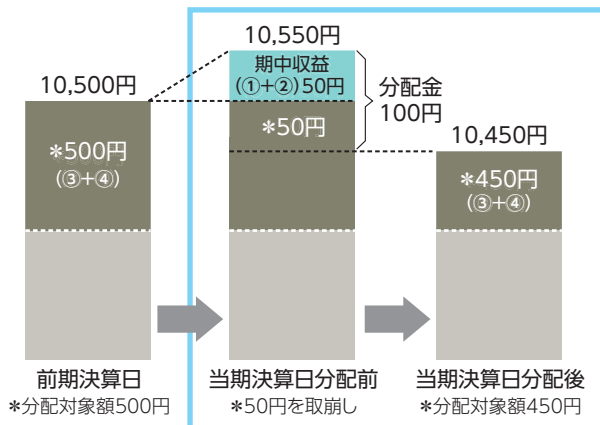 10,500円
*500円
(③+④)
前期決算日
*分配対象額500円
10,550円
期中収益
(①+②)50円
*50円
分配金
100円
当期決算日分配前
*50円を取崩し
10,450円
*450円
(③+④)
当期決算日分配後
*分配対象額450円